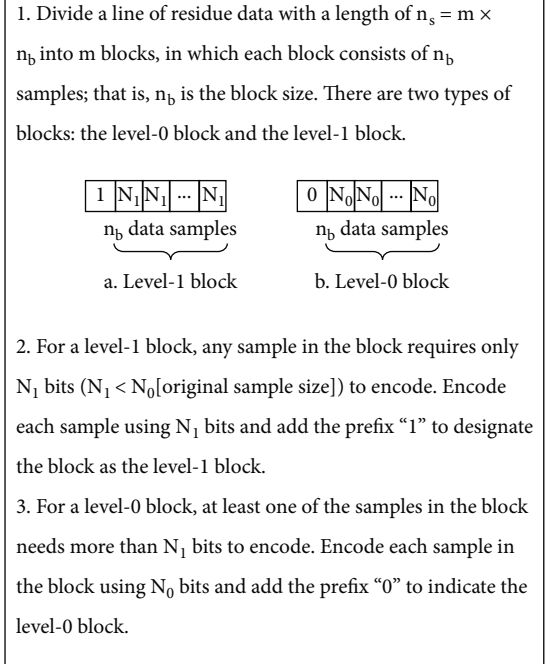 1. Divide a line of residue data with a length of nₛ = m ×
n_b into m blocks, in which each block consists of n_b
samples; that is, n_b is the block size. There are two types of
blocks: the level-0 block and the level-1 block.
1 N₁ N₁ ... N₁ 0 N₀ N₀ ... N₀
n_b data samples n_b data samples
a. Level-1 block b. Level-0 block
2. For a level-1 block, any sample in the block requires only
N₁ bits (N₁ < N₀[original sample size]) to encode. Encode
each sample using N₁ bits and add the prefix “1” to designate
the block as the level-1 block.
3. For a level-0 block, at least one of the samples in the block
needs more than N₁ bits to encode. Encode each sample in
the block using N₀ bits and add the prefix “0” to indicate the
level-0 block.